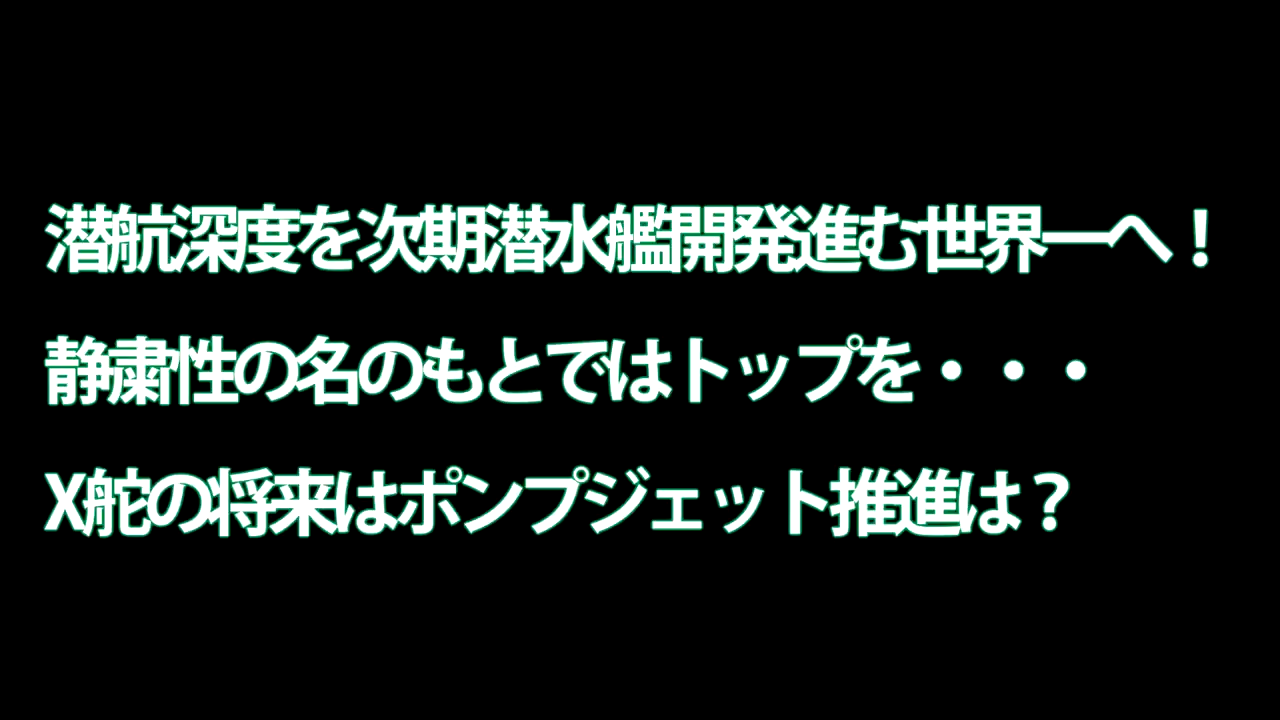 潜航深度を次期潜水艦開発進む世界一へ！
静粛性の名のもとではトップを・・・
X舵の将来はポンプジェット推進は？